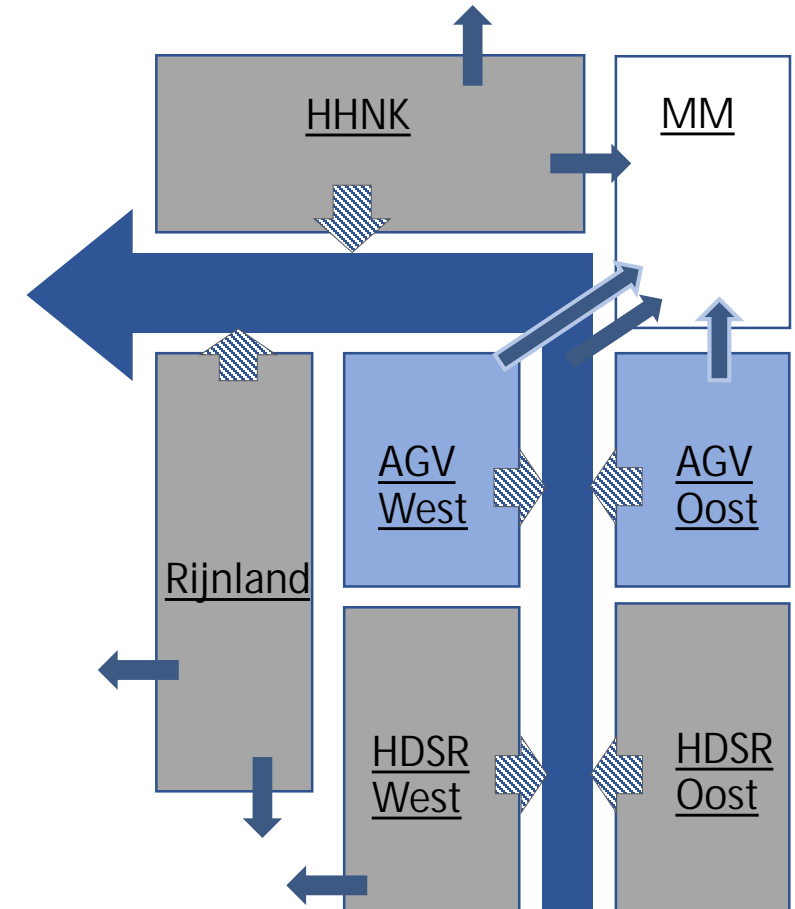 HHNK
MM
AGV
West
AGV
Oost
Rijnland
HDSR
West
HDSR
Oost